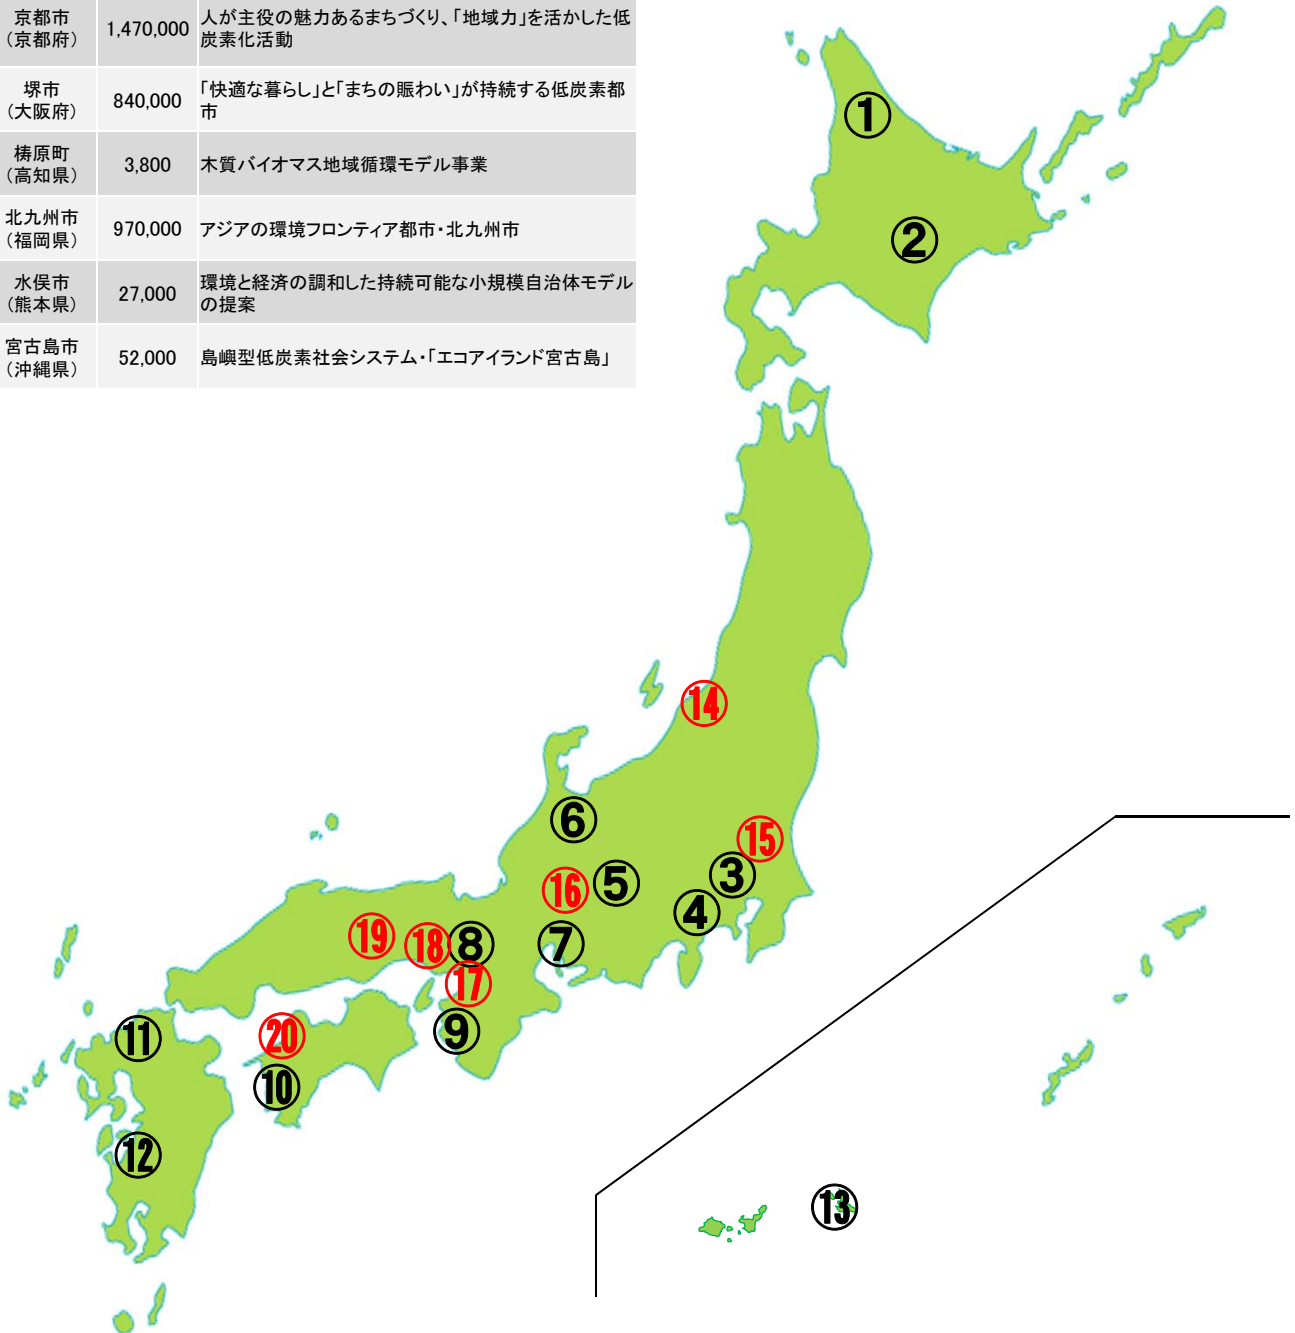 京都市
（京都府）
1,470,000
人が主役の魅力あるまちづくり、「地域力」を活かした低
炭素化活動
堺市
（大阪府）
840,000
「快適な暮らし」と「まちの賑わい」が持続する低炭素都
市
梼原町
（高知県）
3,800
木質バイオマス地域循環モデル事業
北九州市
（福岡県）
970,000
アジアの環境フロンティア都市・北九州市
水俣市
（熊本県）
27,000
環境と経済の調和した持続可能な小規模自治体モデル
の提案
宮古島市
（沖縄県）
52,000
島嶼型低炭素社会システム・「エコアイランド宮古島」
①
②
⑭
⑥
⑮
③
⑤
⑯
④
⑲
⑱
⑧
⑦
⑰
⑨
⑪
⑳
⑩
⑫
⑬